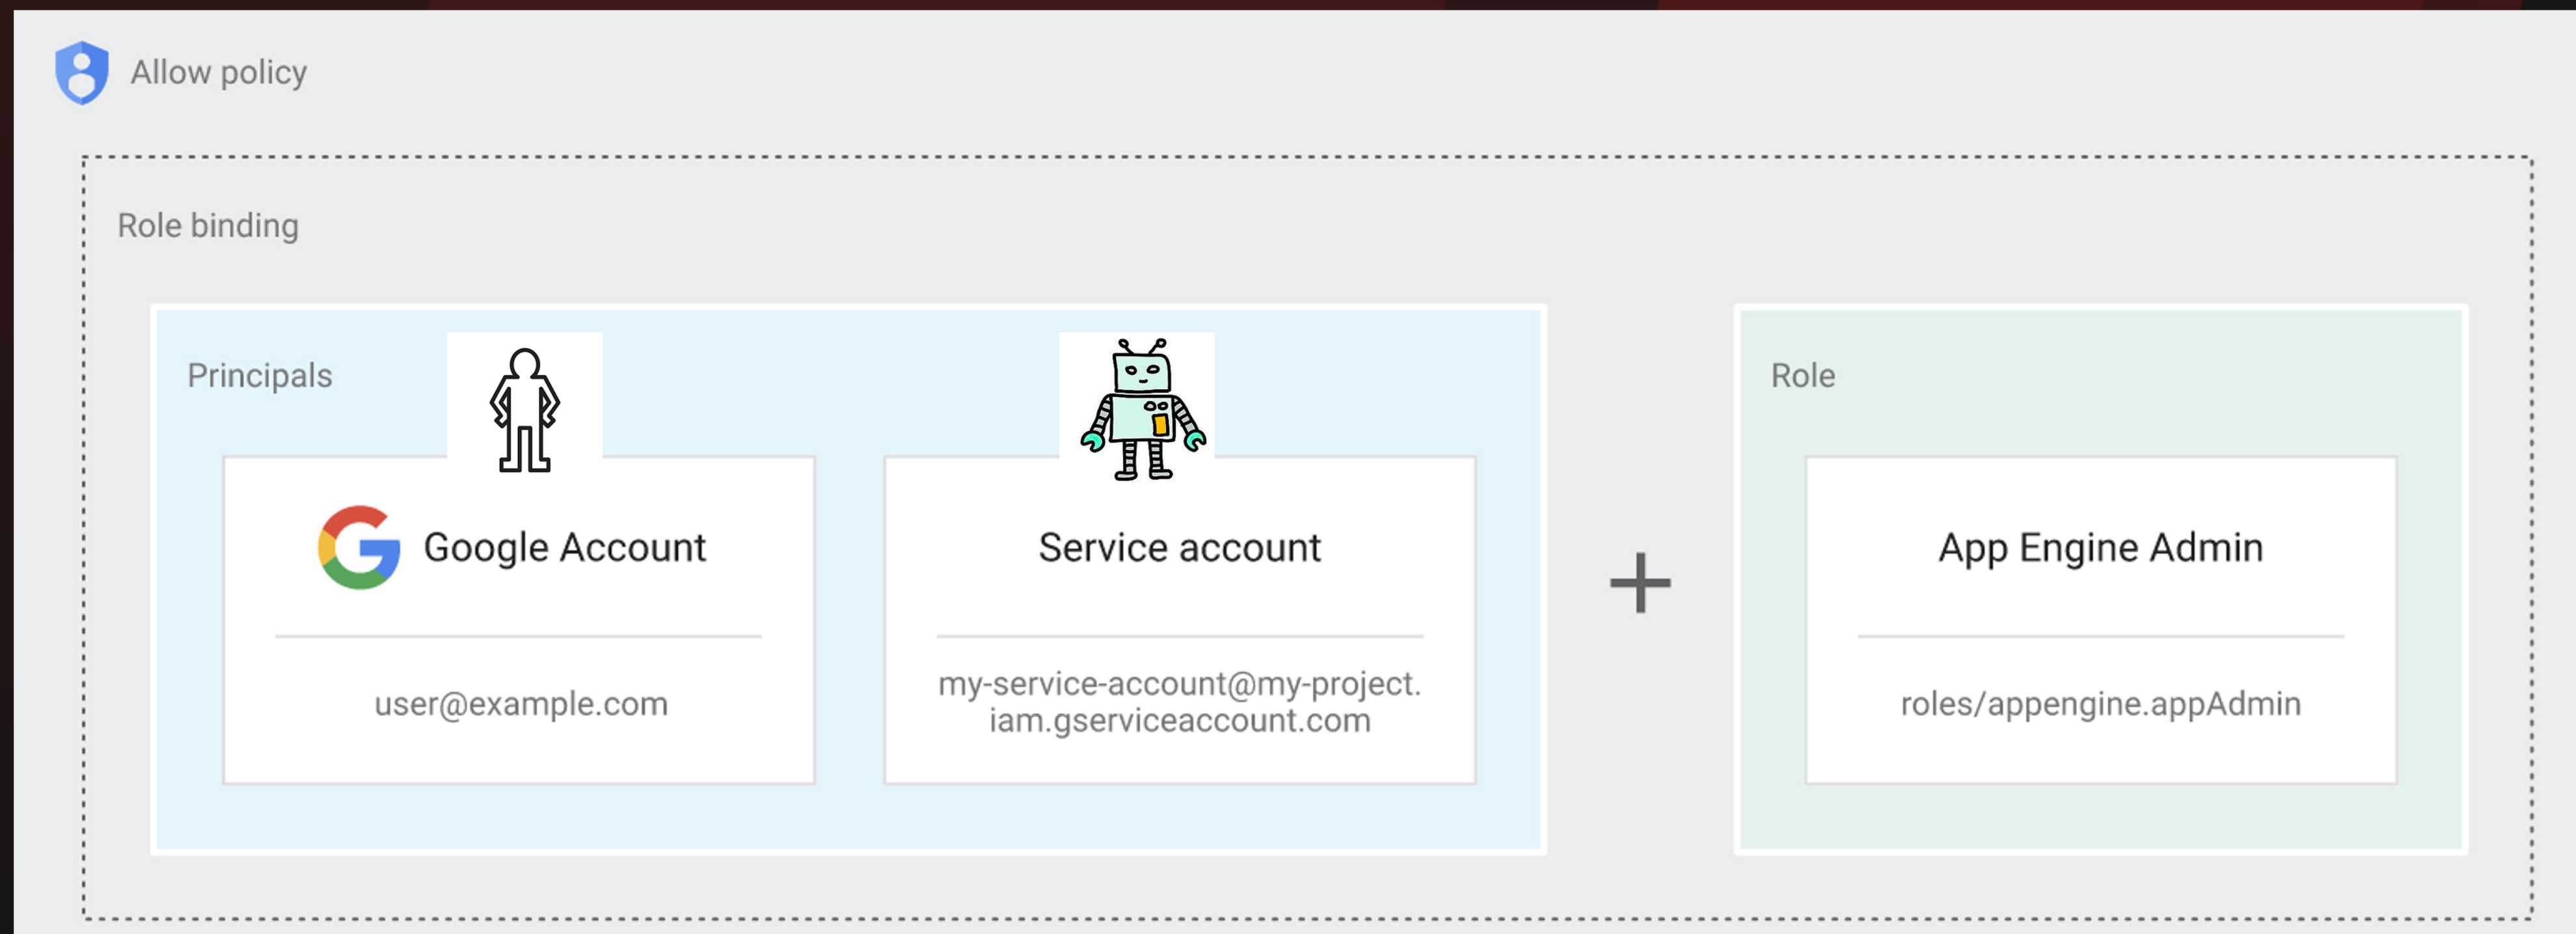 Allow policy
Role binding
Principals
Google Account
user@example.com
Service account
my-service-account@my-project.
iam.gserviceaccount.com
+
Role
App Engine Admin
roles/appengine.appAdmin